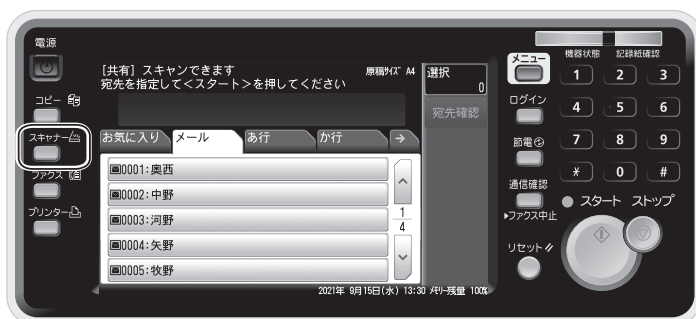 電源
コピー
スキャナー
ファクス
プリンター
[共有] スキャンできます
宛先を指定して<スタート>を押してください
原稿ｻｲｽﾞ A4
選択
0
宛先確認
お気に入り
メール
あ行
か行
→
0001:奥西
0002:中野
0003:河野
0004:矢野
0005:牧野
1
4
2021年 9月15日(水) 13:30 ﾒﾓﾘｰ残量 100%
メニュー
ログイン
節電
通信確認
▶ファクス中止
リセット
機器状態
記録紙確認
1 2 3
4 5 6
7 8 9
* 0 #
スタート
ストップ